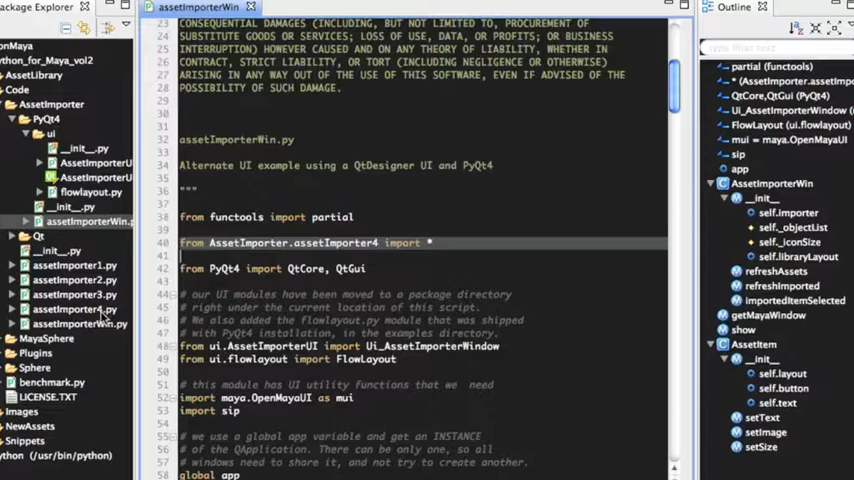 Package Explorer
assetImporterWin
Outline
type filter text
onMaya
ython_for_Maya_vol2
AssetLibrary
Code
AssetImporter
PyQt4
ui
__init__.py
AssetImporterU
AssetImporterU
flowlayout.py
__init__.py
assetImporterWin.p
Qt
__init__.py
assetImporter1.py
assetImporter2.py
assetImporter3.py
assetImporter4.py
assetImporterWin.py
MayaSphere
Plugins
Sphere
benchmark.py
LICENSE.TXT
Images
NewAssets
Snippets
ython (/usr/bin/python)
23 CONSEQUENTIAL DAMAGES (INCLUDING, BUT NOT LIMITED TO, PROCUREMENT OF
24 SUBSTITUTE GOODS OR SERVICES; LOSS OF USE, DATA, OR PROFITS; OR BUSINESS
25 INTERRUPTION) HOWEVER CAUSED AND ON ANY THEORY OF LIABILITY, WHETHER IN
26 CONTRACT, STRICT LIABILITY, OR TORT (INCLUDING NEGLIGENCE OR OTHERWISE)
27 ARISING IN ANY WAY OUT OF THE USE OF THIS SOFTWARE, EVEN IF ADVISED OF THE
28 POSSIBILITY OF SUCH DAMAGE.
29
30
31
32 assetImporterWin.py
33
34 Alternate UI example using a QtDesigner UI and PyQt4
35
36 """
37
38 from functools import partial
39
40 from AssetImporter.assetImporter4 import *
41
42 from PyQt4 import QtCore, QtGui
43
44 # our UI modules have been moved to a package directory
45 # right under the current location of this script.
46 # We also added the flowlayout.py module that was shipped
47 # with PyQt4 installation, in the examples directory.
48 from ui.AssetImporterUI import Ui_AssetImporterWindow
49 from ui.flowlayout import FlowLayout
50
51 # this module has UI utility functions that we need
52 import maya.OpenMayaUI as mui
53 import sip
54
55 # we use a global app variable and get an INSTANCE
56 # of the QApplication. There can be only one, so all
57 # windows need to share it, and not try to create another.
58 global app
partial (functools)
* (AssetImporter.assetImpo
QtCore,QtGui (PyQt4)
Ui_AssetImporterWindow (
FlowLayout (ui.flowlayout)
mui = maya.OpenMayaUI
sip
app
AssetImporterWin
__init__
self.importer
self._objectList
self._iconSize
self.libraryLayout
refreshAssets
refreshImported
importedItemSelected
getMayaWindow
show
AssetItem
__init__
self.layout
self.button
self.text
setText
setImage
setSize